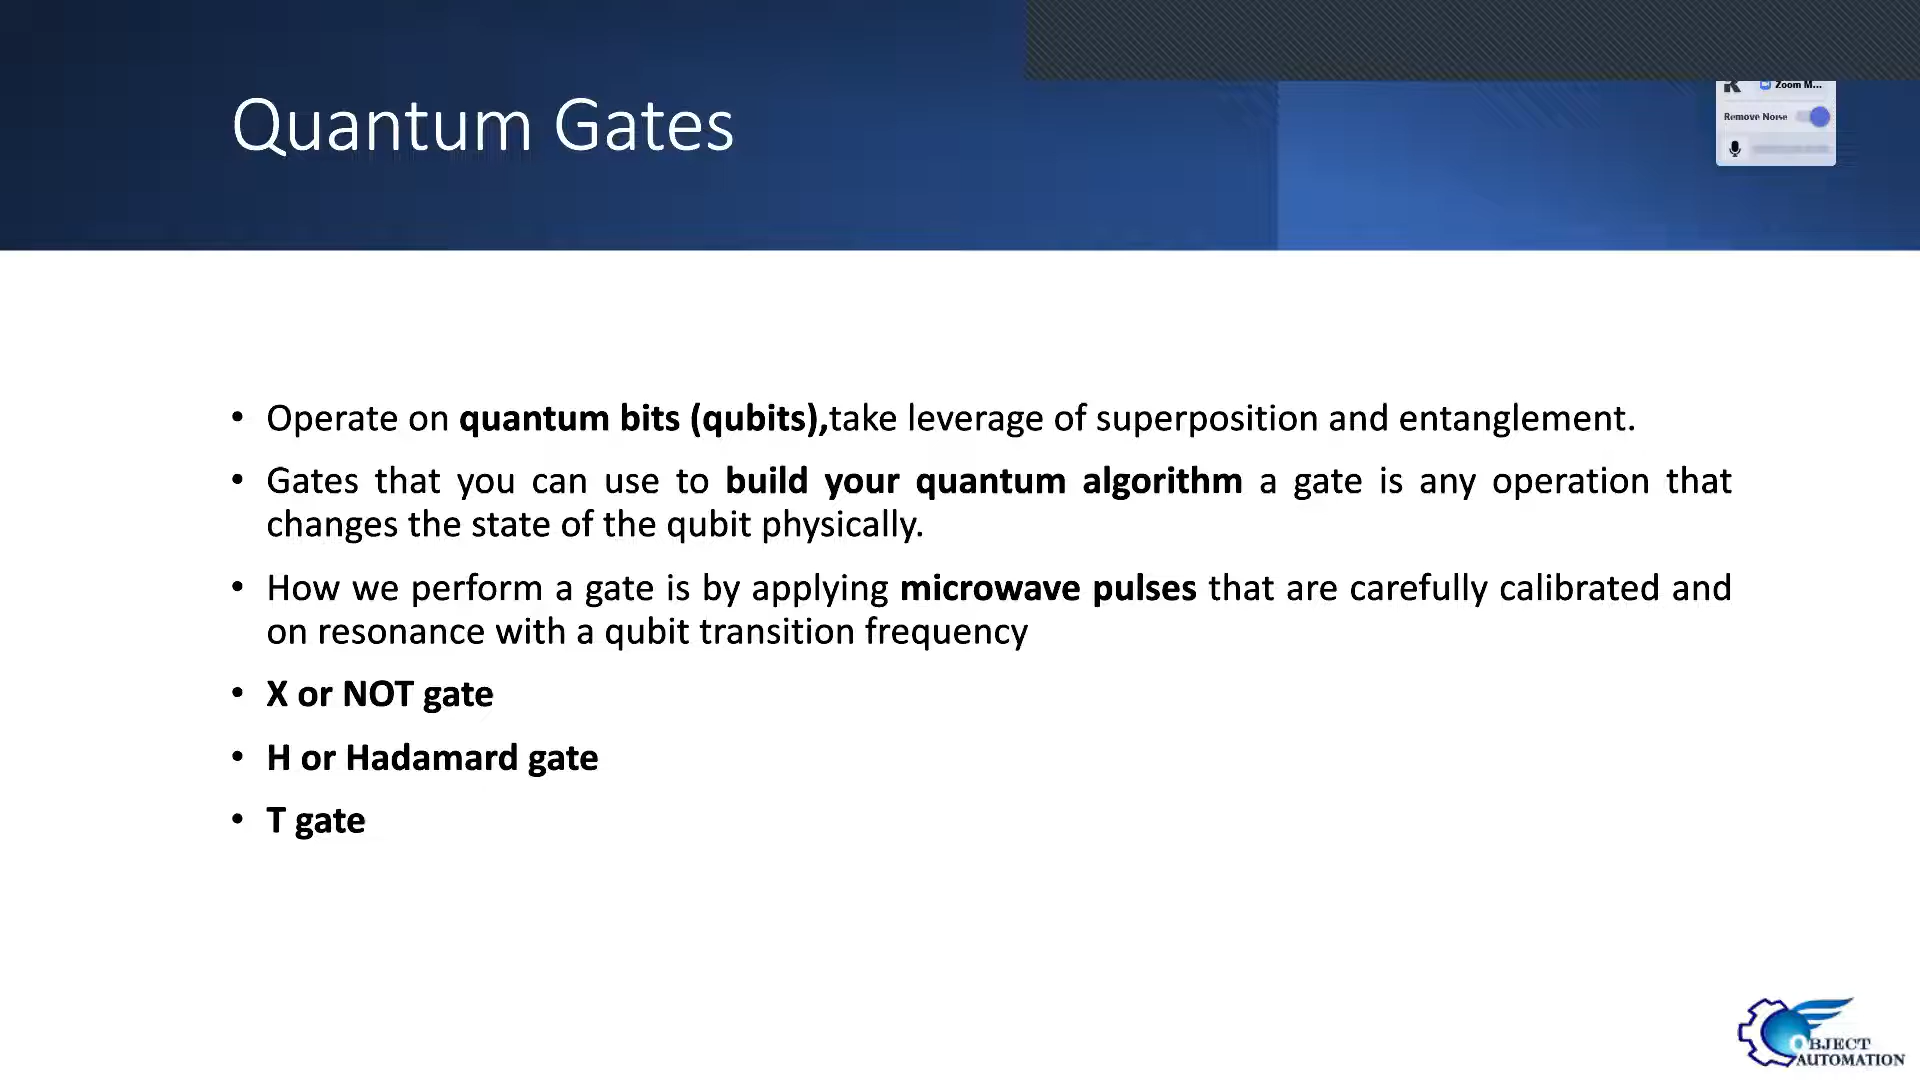 Zoom M...
Quantum Gates
Remove Noise
• Operate on quantum bits (qubits),take leverage of superposition and entanglement.
• Gates that you can use to build your quantum algorithm a gate is any operation that
changes the state of the qubit physically.
• How we perform a gate is by applying microwave pulses that are carefully calibrated and
on resonance with a qubit transition frequency
• X or NOT gate
• H or Hadamard gate
• T gate
OBJECT
AUTOMATION